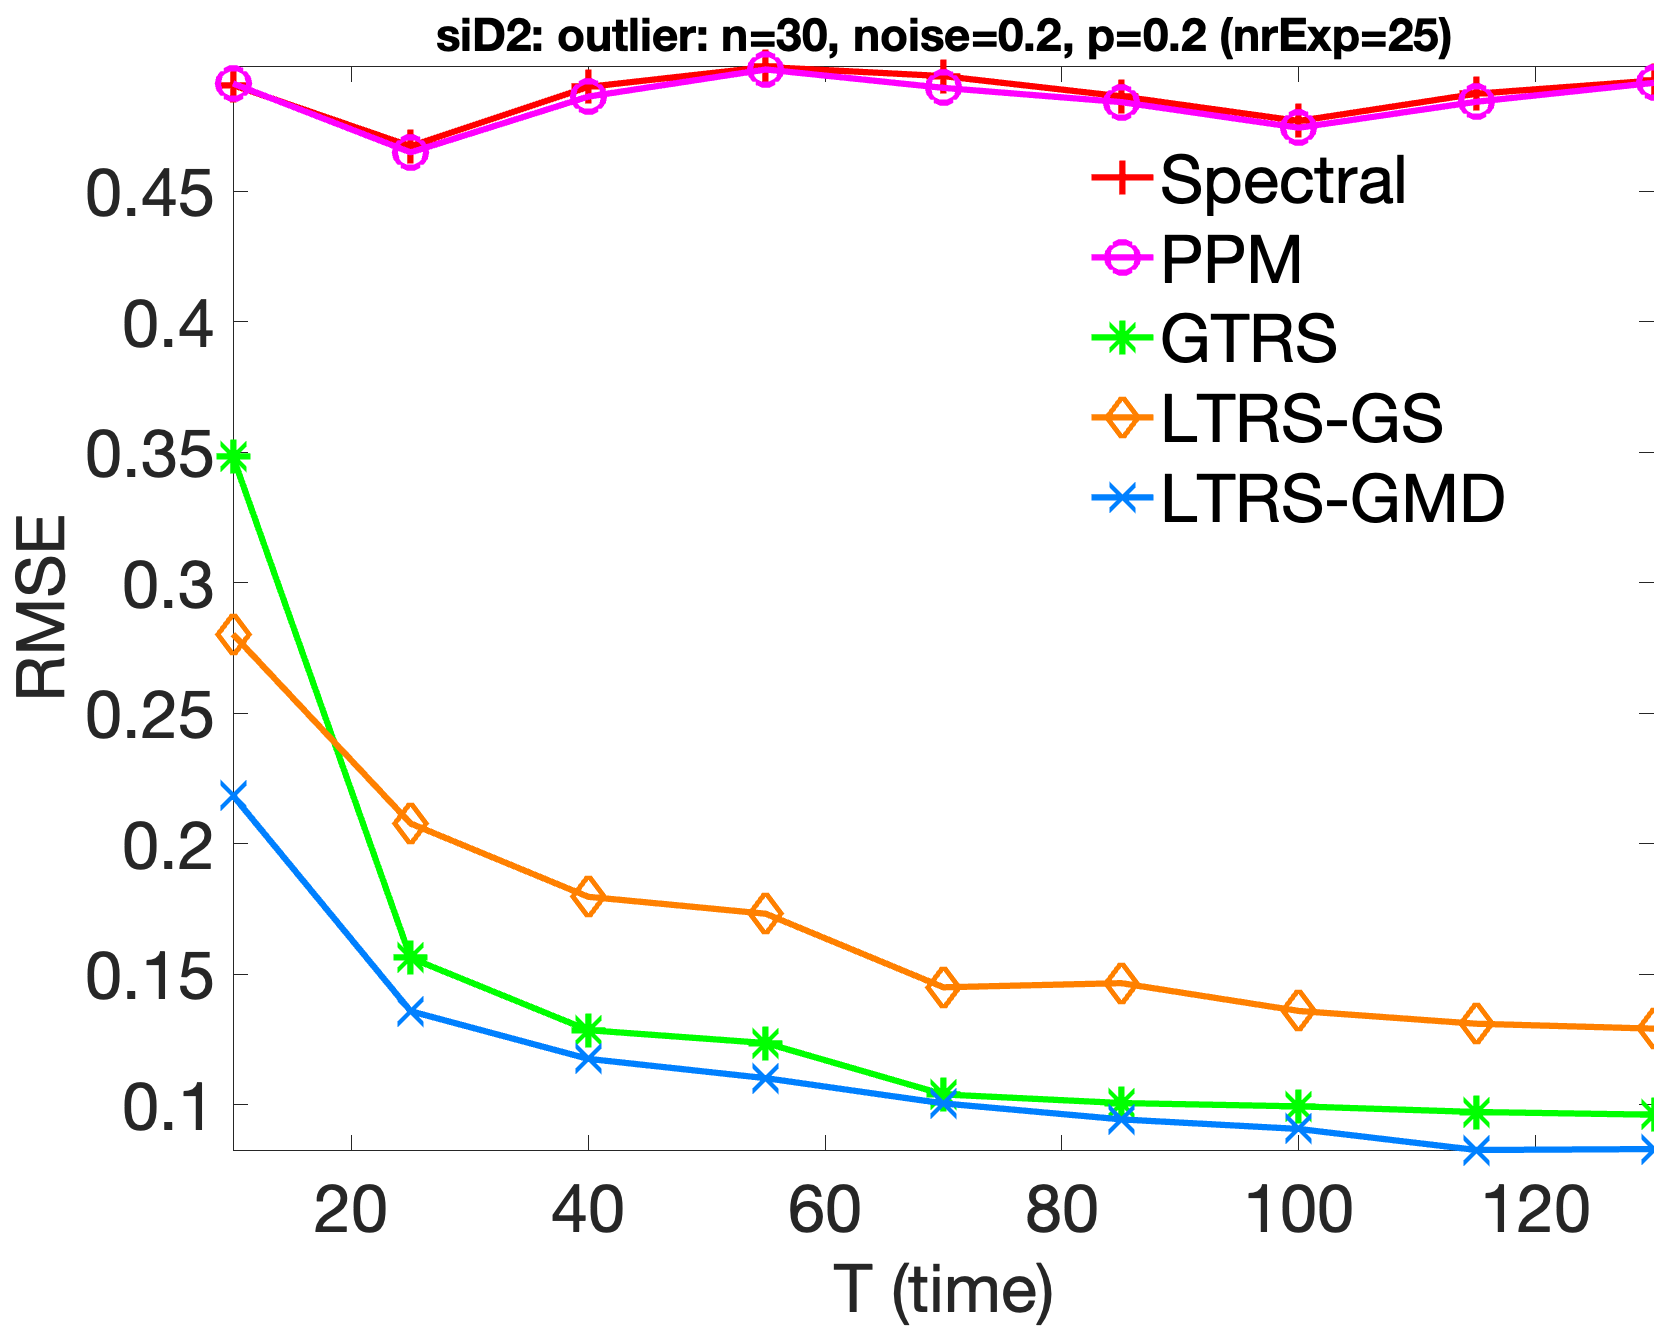 siD2: outlier: n=30, noise=0.2, p=0.2 (nrExp=25)
0.45
0.4
0.35
0.3
0.25
0.2
0.15
0.1
RMSE
Spectral
PPM
GTRS
LTRS-GS
LTRS-GMD
20 40 60 80 100 120
T (time)